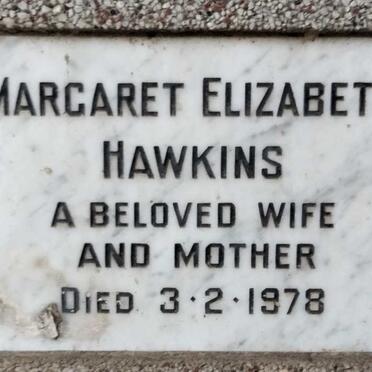 MARGARET ELIZABET
HAWKINS
A BELOVED WIFE
AND MOTHER
DIED 3·2·1978